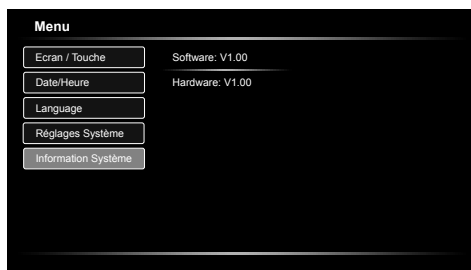 Menu
Ecran / Touche
Software: V1.00
Date/Heure
Hardware: V1.00
Language
Réglages Système
Information Système